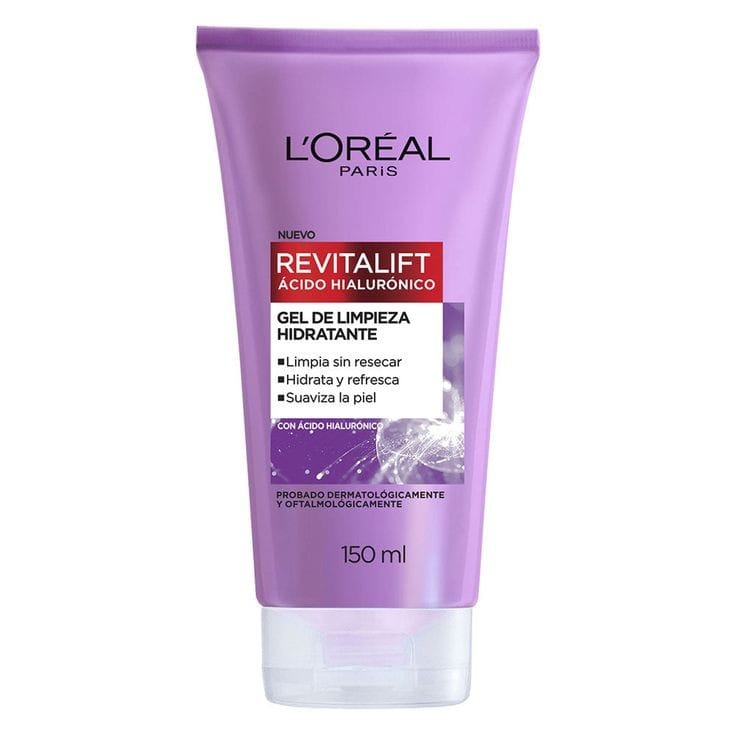 L'ORÉAL
PARIS
NUEVO
REVITALIFT
ÁCIDO HIALURÓNICO
GEL DE LIMPIEZA
HIDRATANTE
▪Limpia sin resecar
▪Hidrata y refresca
▪Suaviza la piel
CON ÁCIDO HIALURÓNICO
PROBADO DERMATOLÓGICAMENTE
Y OFTALMOLÓGICAMENTE
150 ml